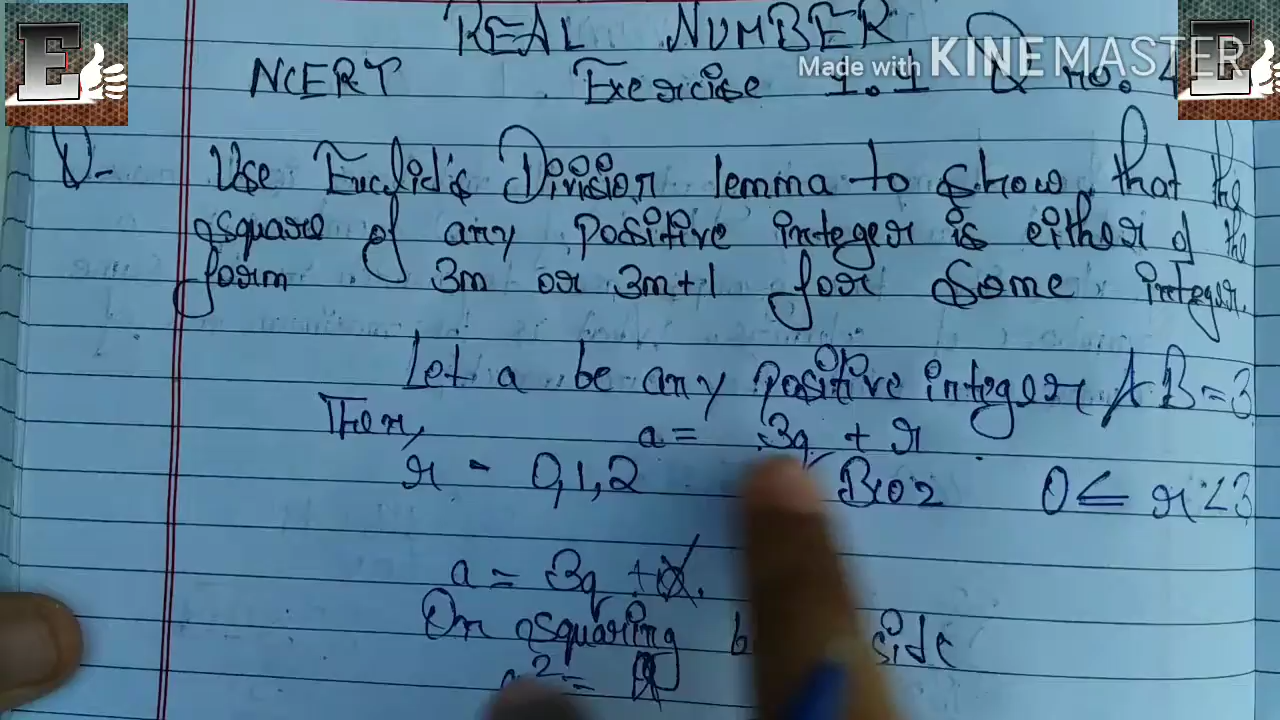 REAL NUMBER
Made with KINEMASTER
NCERT Exercise 1.1 Q no. 4
E
E
Q- Use Euclid's Division lemma to show that the
square of any positive integer is either of the
form 3m or 3m+1 for some integer.
Let a be any positive integer & B=3
Then, a = 3q + r
r = 0,1,2 Bcoz 0 ≤ r < 3
a = 3q +
On squaring side
a² =